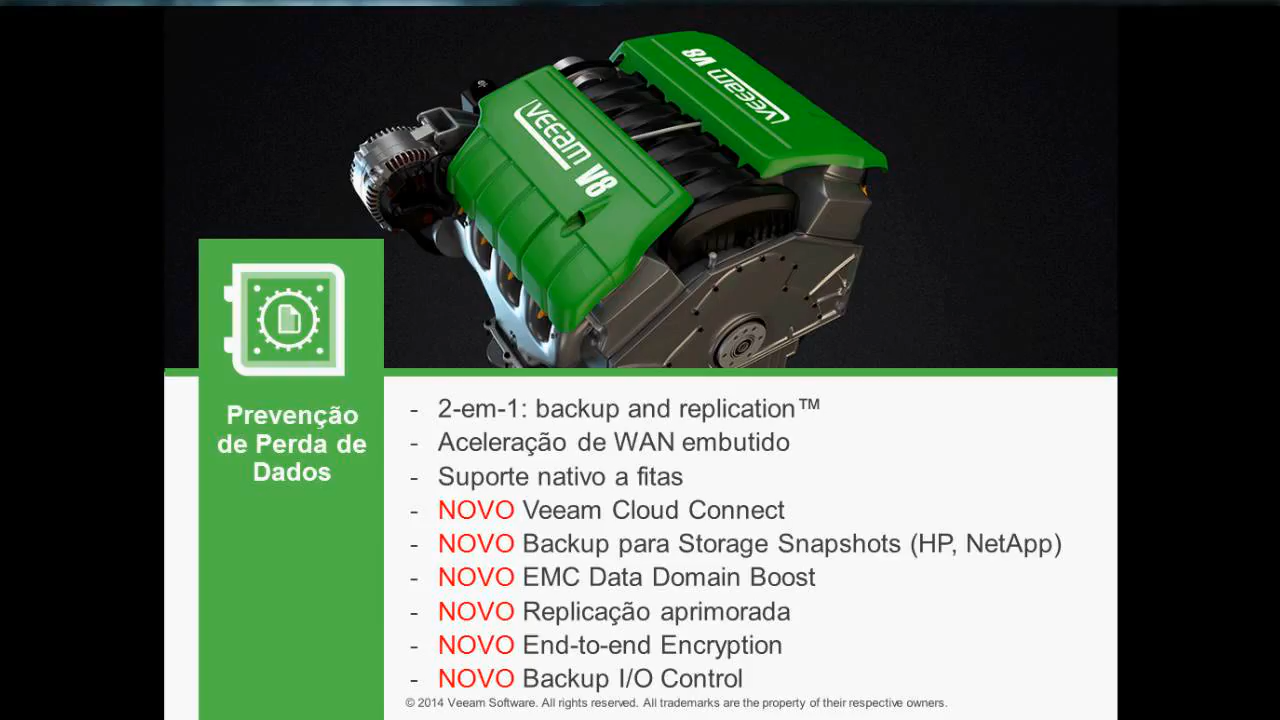 veeam V8
veeam V8
Prevenção
de Perda de
Dados
- 2-em-1: backup and replication™
- Aceleração de WAN embutido
- Suporte nativo a fitas
- NOVO Veeam Cloud Connect
- NOVO Backup para Storage Snapshots (HP, NetApp)
- NOVO EMC Data Domain Boost
- NOVO Replicação aprimorada
- NOVO End-to-end Encryption
- NOVO Backup I/O Control
© 2014 Veeam Software. All rights reserved. All trademarks are the property of their respective owners.